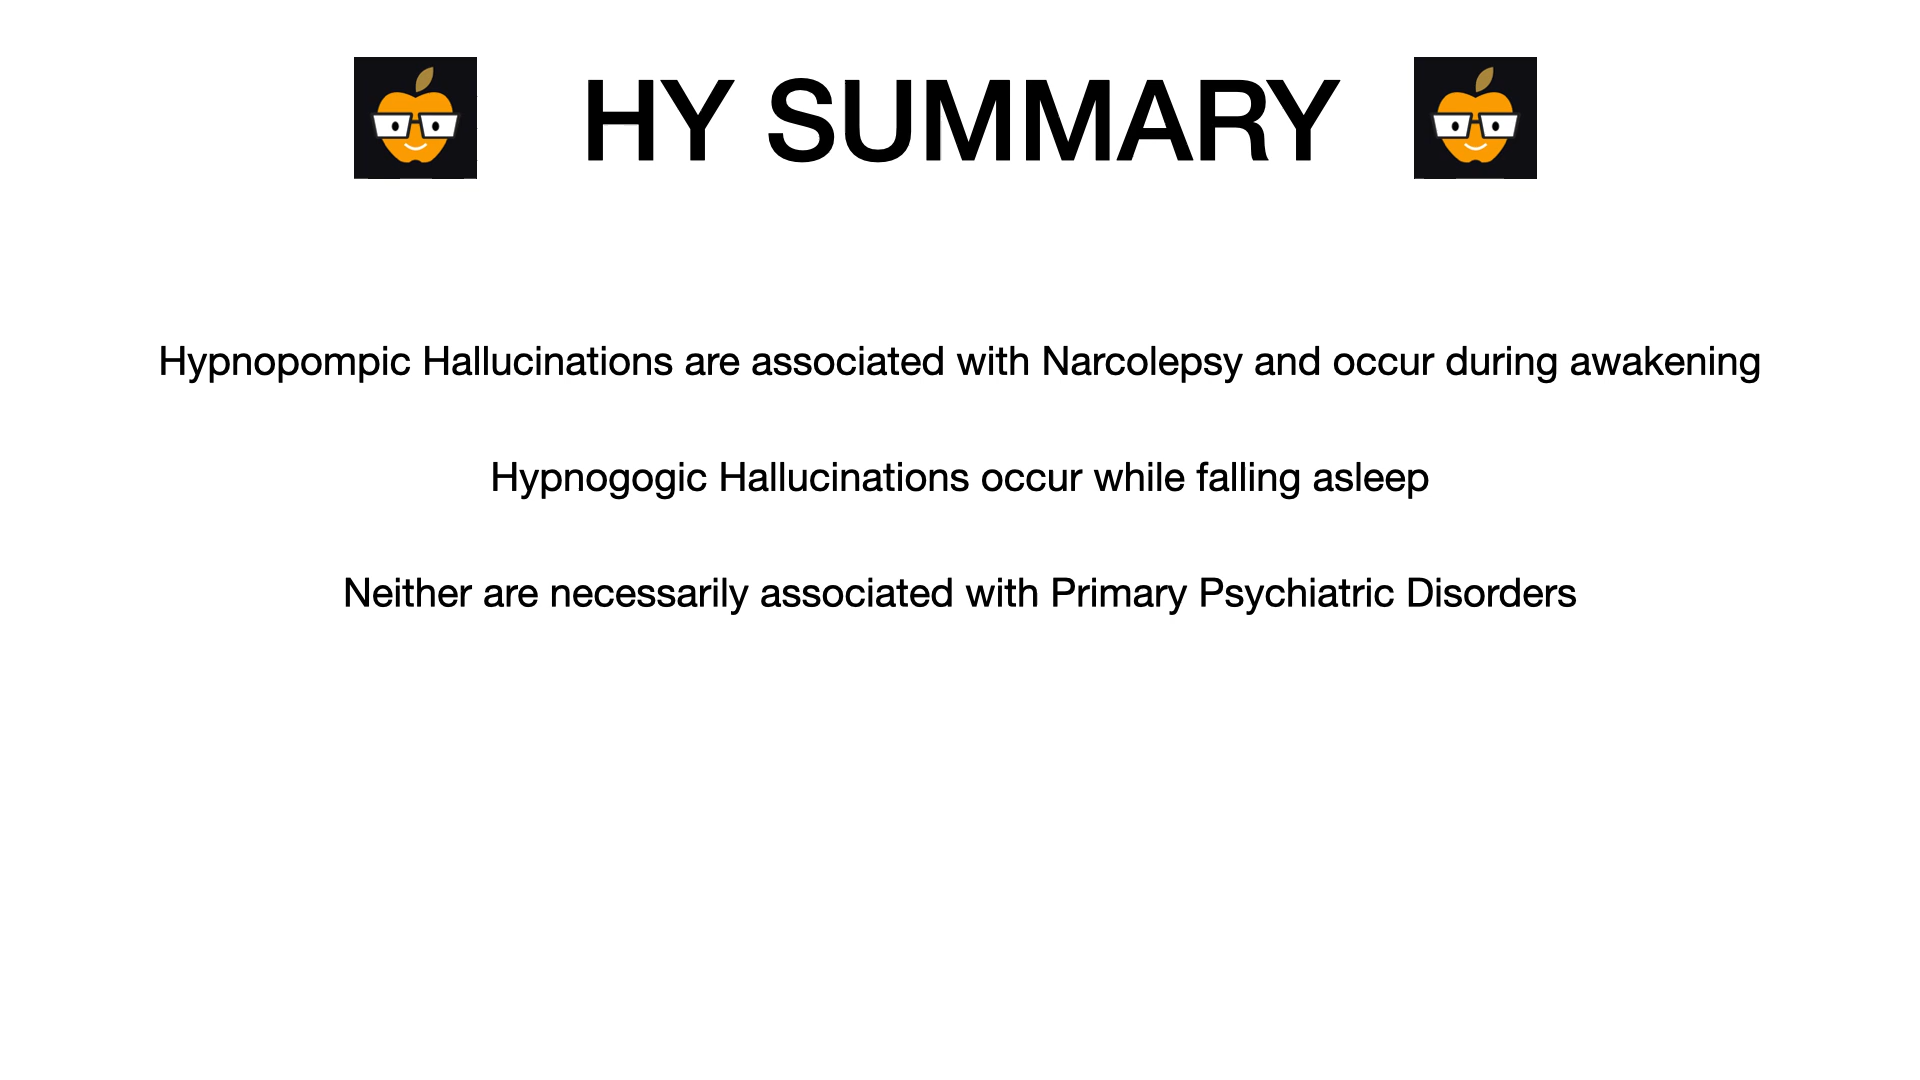 HY SUMMARY
Hypnopompic Hallucinations are associated with Narcolepsy and occur during awakening
Hypnogogic Hallucinations occur while falling asleep
Neither are necessarily associated with Primary Psychiatric Disorders